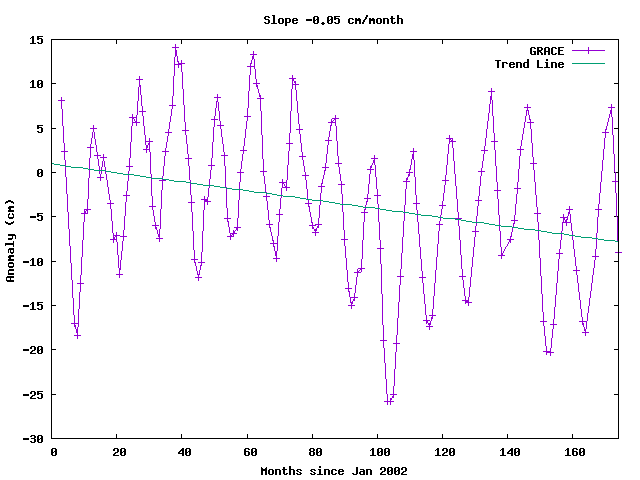 Slope -0.05 cm/month
GRACE
Trend Line
15
10
5
0
-5
-10
-15
-20
-25
-30
Anomaly (cm)
0 20 40 60 80 100 120 140 160
Months since Jan 2002